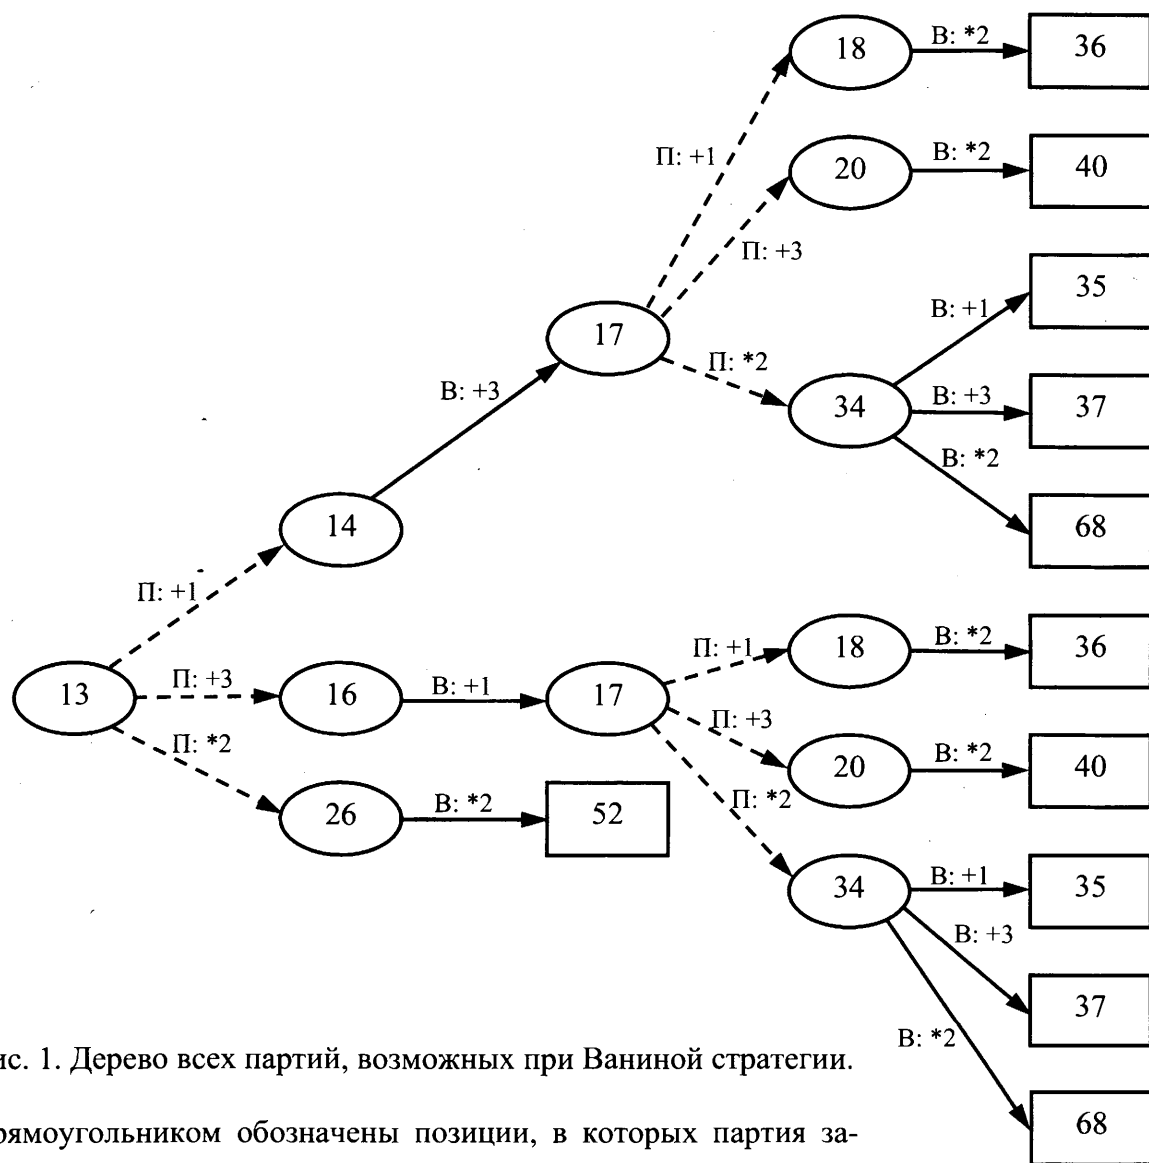 18 В: *2 36
П: +1 20 В: *2 40
П: +3
35
В: +1
17 П: *2
В: +3 34 В: +3 37
В: *2
14 68
П: +1
18 В: *2 36
П: +1
13 П: +3 16 В: +1 17
П: +3
П: *2 20 В: *2 40
26 В: *2 52 П: *2
34 В: +1 35
В: +3
37
В: *2
ис. 1. Дерево всех партий, возможных при Ваниной стратегии.
рямоугольником обозначены позиции, в которых партия за-
68